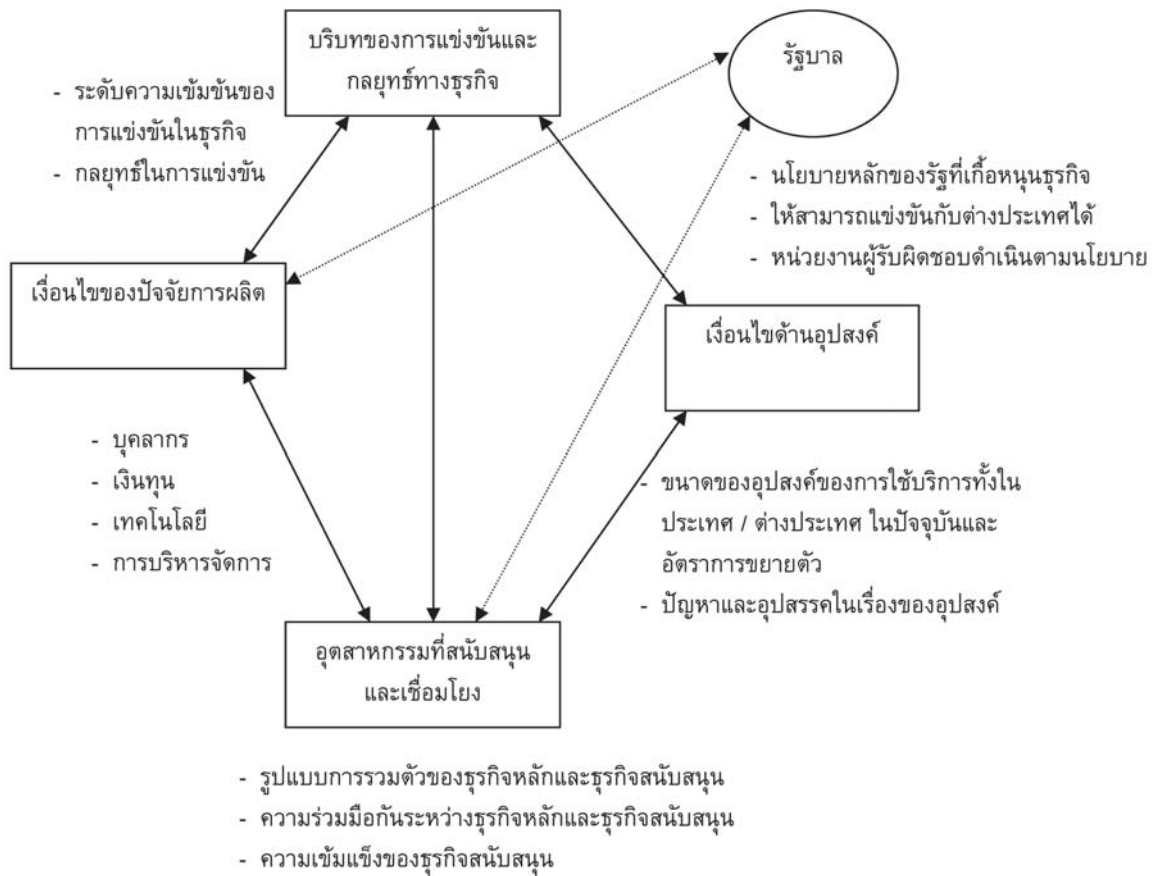 บริบทของการแข่งขันและ
กลยุทธ์ทางธุรกิจ
รัฐบาล
- ระดับความเข้มข้นของ
การแข่งขันในธุรกิจ
- กลยุทธ์ในการแข่งขัน
- นโยบายหลักของรัฐที่เกื้อหนุนธุรกิจ
- ให้สามารถแข่งขันกับต่างประเทศได้
- หน่วยงานผู้รับผิดชอบดำเนินตามนโยบาย
เงื่อนไขของปัจจัยการผลิต
เงื่อนไขด้านอุปสงค์
- บุคลากร
- เงินทุน
- เทคโนโลยี
- การบริหารจัดการ
- ขนาดของอุปสงค์ของการใช้บริการทั้งใน
ประเทศ / ต่างประเทศ ในปัจจุบันและ
อัตราการขยายตัว
- ปัญหาและอุปสรรคในเรื่องของอุปสงค์
อุตสาหกรรมที่สนับสนุน
และเชื่อมโยง
- รูปแบบการรวมตัวของธุรกิจหลักและธุรกิจสนับสนุน
- ความร่วมมือกันระหว่างธุรกิจหลักและธุรกิจสนับสนุน
- ความเข้มแข็งของธุรกิจสนับสนุน